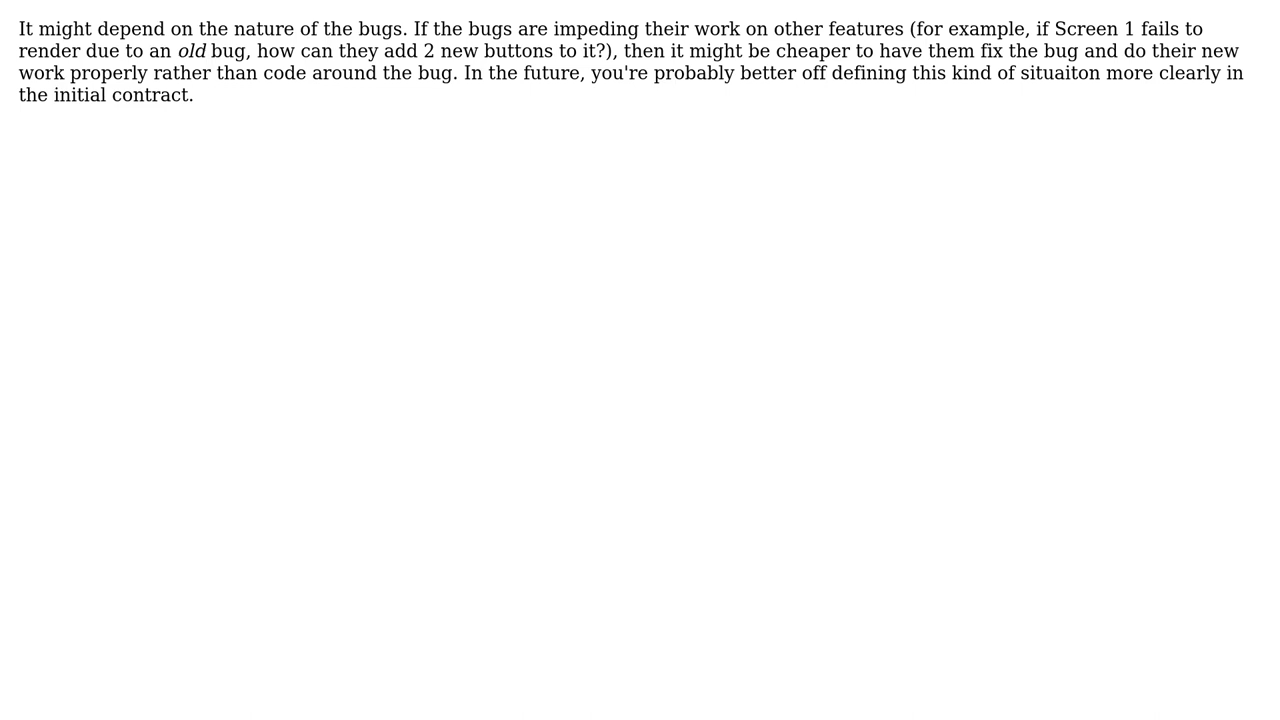 It might depend on the nature of the bugs. If the bugs are impeding their work on other features (for example, if Screen 1 fails to
render due to an old bug, how can they add 2 new buttons to it?), then it might be cheaper to have them fix the bug and do their new
work properly rather than code around the bug. In the future, you're probably better off defining this kind of situaiton more clearly in
the initial contract.